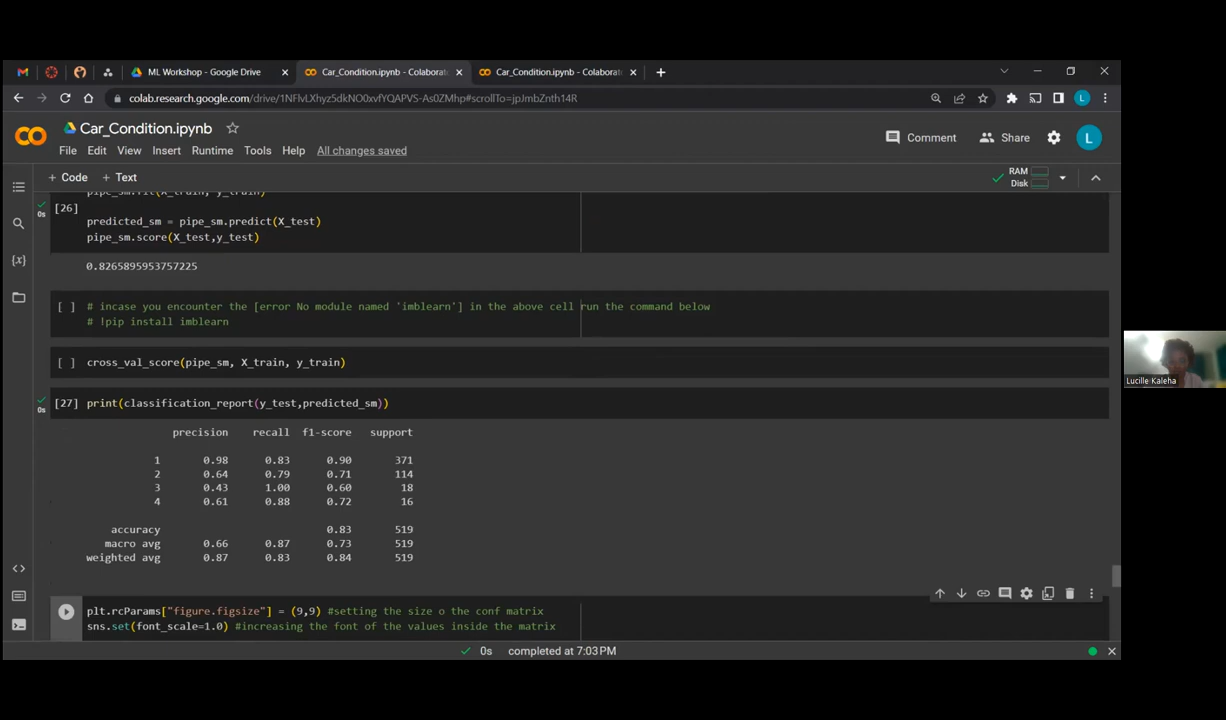 ML Workshop - Google Drive
Car_Condition.ipynb - Colaborat
Car_Condition.ipynb - Colaborat
colab.research.google.com/drive/1NFlvLXhyz5dkNO0xvfYQAPVS-As0ZMhp#scrollTo=jpJmbZnth14R
L
Car_Condition.ipynb
Comment
Share
L
File Edit View Insert Runtime Tools Help All changes saved
+ Code + Text
RAM
Disk
pipe_sm.fit(X_train, y_train)
0s
[26]
predicted_sm = pipe_sm.predict(X_test)
pipe_sm.score(X_test,y_test)
0.8265895953757225
[ ] # incase you encounter the [error No module named 'imblearn'] in the above cell run the command below
# !pip install imblearn
[ ] cross_val_score(pipe_sm, X_train, y_train)
Lucille Kaleha
[27] print(classification_report(y_test,predicted_sm))
0s
precision recall f1-score support
1 0.98 0.83 0.90 371
2 0.64 0.79 0.71 114
3 0.43 1.00 0.60 18
4 0.61 0.88 0.72 16
accuracy 0.83 519
macro avg 0.66 0.87 0.73 519
weighted avg 0.87 0.83 0.84 519
plt.rcParams["figure.figsize"] = (9,9) #setting the size o the conf matrix
sns.set(font_scale=1.0) #increasing the font of the values inside the matrix
0s completed at 7:03PM